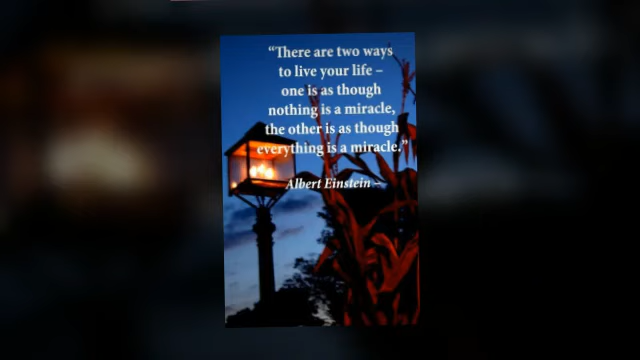 “There are two ways
to live your life –
one is as though
nothing is a miracle,
the other is as though
everything is a miracle.”
Albert Einstein –